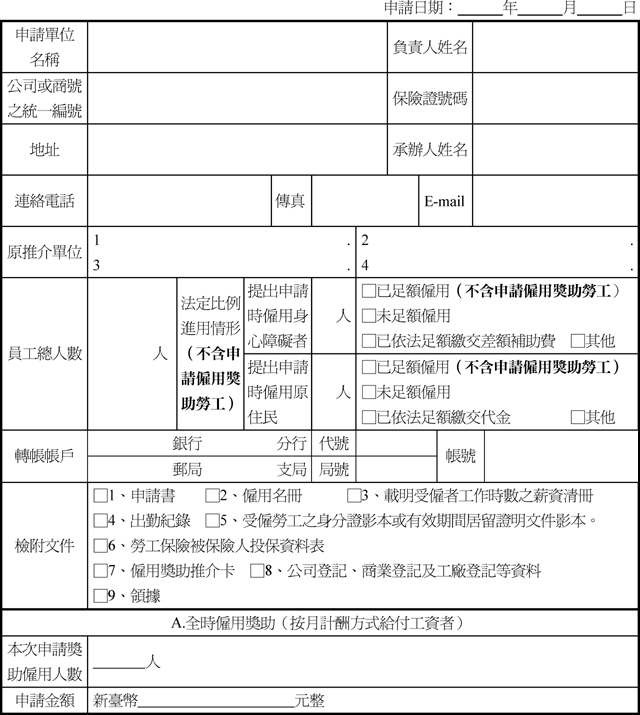 申請日期：______年______月______日
申請單位
名稱
負責人姓名
公司或商號
之統一編號
保險證號碼
地址
承辦人姓名
連絡電話
傳真
E-mail
原推介單位
1 .
3 .
2 .
4 .
員工總人數
人
法定比例
進用情形
（不含申
請僱用獎
助勞工）
提出申請
時僱用身
心障礙者
人
□已足額僱用（不含申請僱用獎助勞工）
□未足額僱用
□已依法足額繳交差額補助費 □其他
提出申請
時僱用原
住民
人
□已足額僱用（不含申請僱用獎助勞工）
□未足額僱用
□已依法足額繳交代金 □其他
轉帳帳戶
銀行 分行
郵局 支局
代號
局號
帳號
檢附文件
□1、申請書 □2、僱用名冊 □3、載明受僱者工作時數之薪資清冊
□4、出勤紀錄 □5、受僱勞工之身分證影本或有效期間居留證明文件影本。
□6、勞工保險被保險人投保資料表
□7、僱用獎助推介卡 □8、公司登記、商業登記及工廠登記等資料
□9、領據
A.全時僱用獎助（按月計酬方式給付工資者）
本次申請獎
助僱用人數
_______人
申請金額
新臺幣_____________________元整